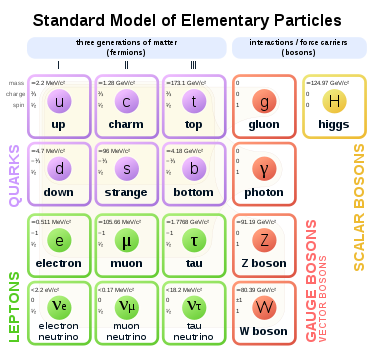 Standard Model of Elementary Particles
three generations of matter
(fermions)
interactions / force carriers
(bosons)
I II III
mass ≃2.2 MeV/c² ≃1.28 GeV/c² ≃173.1 GeV/c² 0 ≃124.97 GeV/c²
charge ⅔ ⅔ ⅔ 0 0
spin ½ ½ ½ 1 0
u c t g H
up charm top gluon higgs
≃4.7 MeV/c² ≃96 MeV/c² ≃4.18 GeV/c² 0
−⅓ −⅓ −⅓ 0
½ ½ ½ 1
d s b γ
down strange bottom photon
≃0.511 MeV/c² ≃105.66 MeV/c² ≃1.7768 GeV/c² ≃91.19 GeV/c²
−1 −1 −1 0
½ ½ ½ 1
e μ τ Z
electron muon tau Z boson
<2.2 eV/c² <0.17 MeV/c² <18.2 MeV/c² ≃80.39 GeV/c²
0 0 0 ±1
½ ½ ½ 1
νe νμ ντ W
electron
neutrino
muon
neutrino
tau
neutrino
W boson
QUARKS
LEPTONS
GAUGE BOSONS
VECTOR BOSONS
SCALAR BOSONS